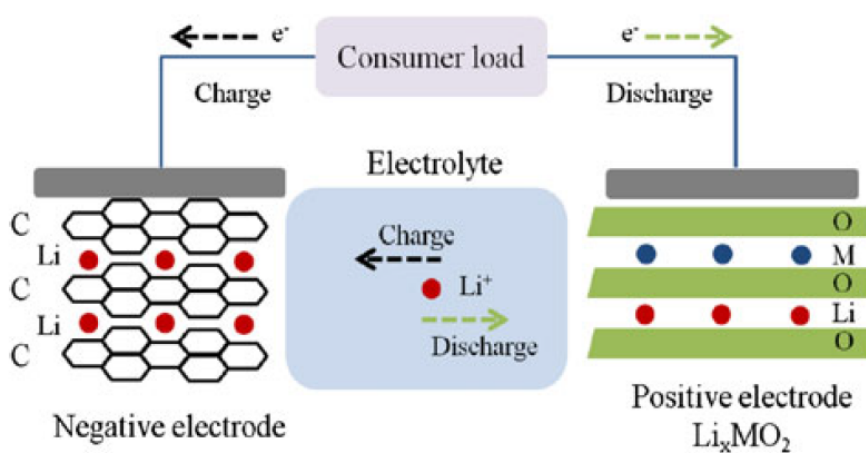 e⁻ Consumer load e⁻
Charge Discharge
Electrolyte
C
Li
C
Li
C
Charge
Li⁺
Discharge
O
M
O
Li
O
Negative electrode
Positive electrode
LiₓMO₂